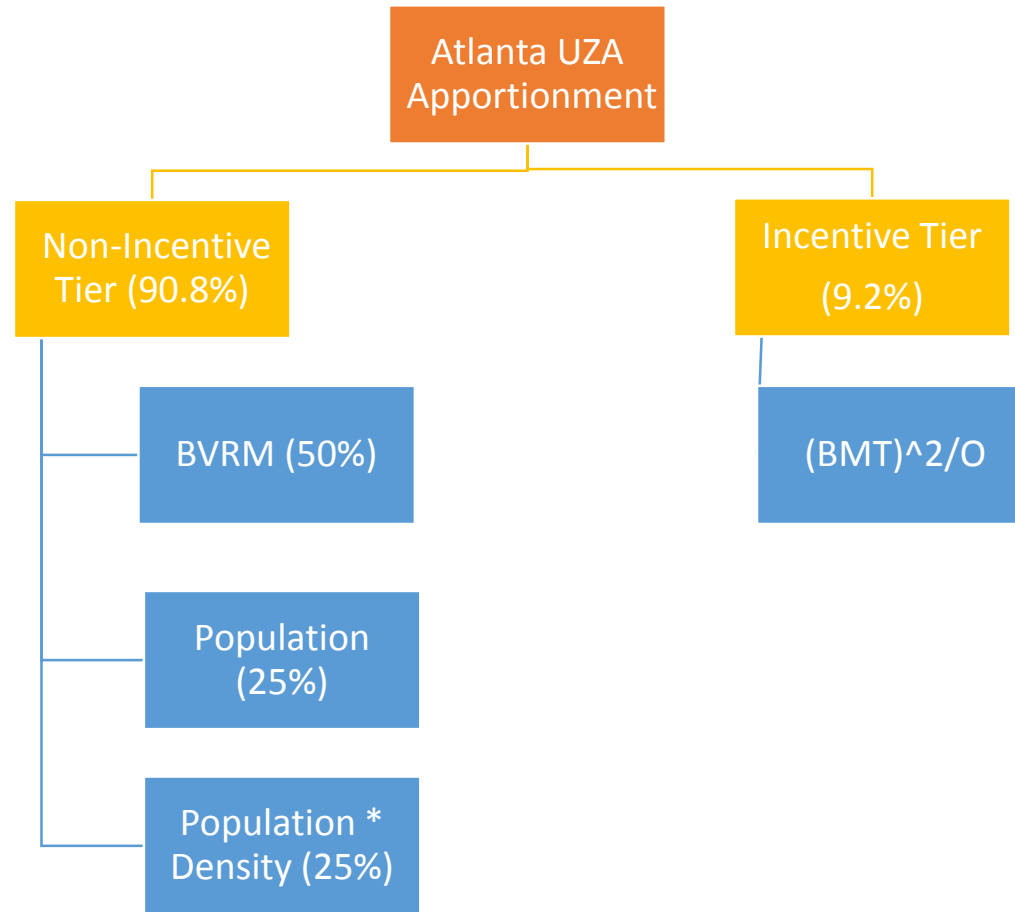 Atlanta UZA
Apportionment
Non-Incentive
Tier (90.8%)
Incentive Tier
(9.2%)
BVRM (50%)
(BMT)^2/O
Population
(25%)
Population *
Density (25%)